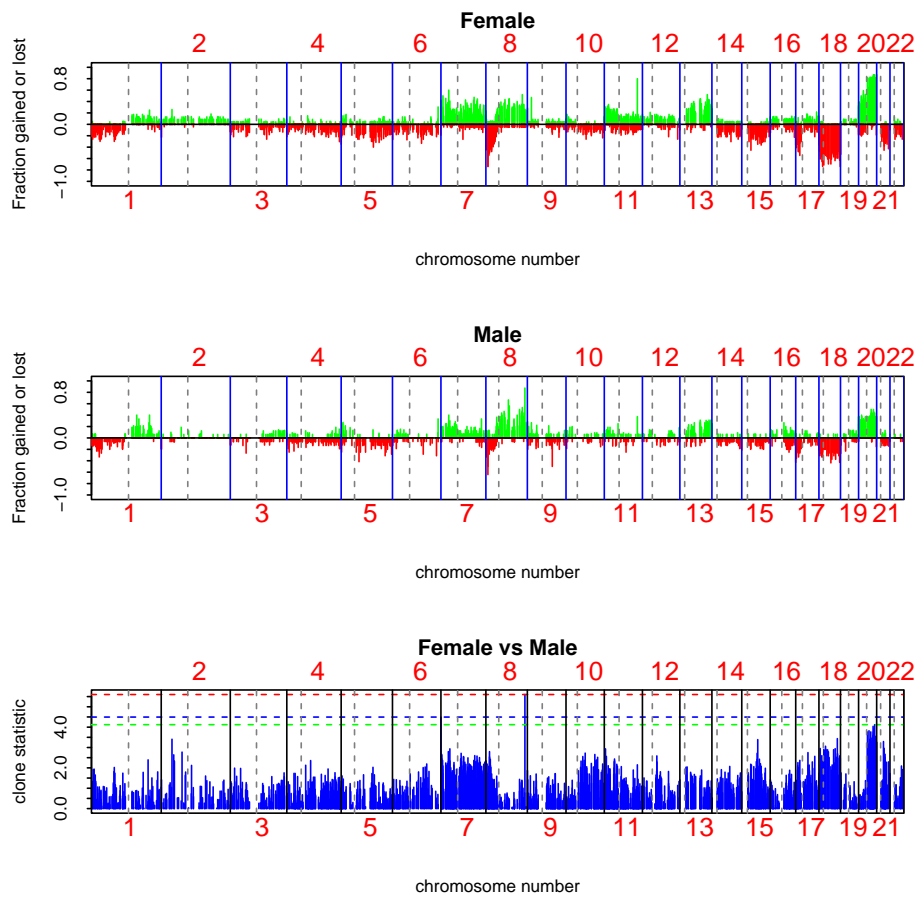 Female
2 4 6 8 10 12 14 16 18 20 22
Fraction gained or lost
0.8
0.0
−1.0
1 3 5 7 9 11 13 15 17 19 21
chromosome number
Male
2 4 6 8 10 12 14 16 18 20 22
Fraction gained or lost
0.8
0.0
−1.0
1 3 5 7 9 11 13 15 17 19 21
chromosome number
Female vs Male
2 4 6 8 10 12 14 16 18 20 22
clone statistic
4.0
2.0
0.0
1 3 5 7 9 11 13 15 17 19 21
chromosome number